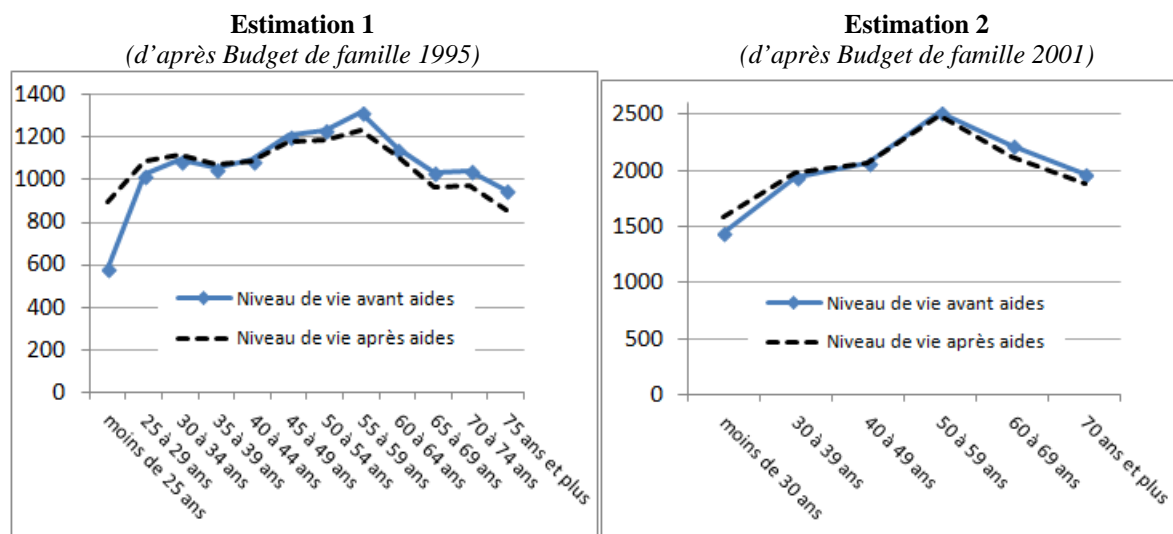 Estimation 1
(d'après Budget de famille 1995)
1400
1200
1000
800
600
400
200
0
Niveau de vie avant aides
Niveau de vie après aides
moins de 25 ans
25 à 29 ans
30 à 34 ans
35 à 39 ans
40 à 44 ans
45 à 49 ans
50 à 54 ans
55 à 59 ans
60 à 64 ans
65 à 69 ans
70 à 74 ans
75 ans et plus
Estimation 2
(d'après Budget de famille 2001)
2500
2000
1500
1000
500
0
Niveau de vie avant aides
Niveau de vie après aides
moins de 30 ans
30 à 39 ans
40 à 49 ans
50 à 59 ans
60 à 69 ans
70 ans et plus